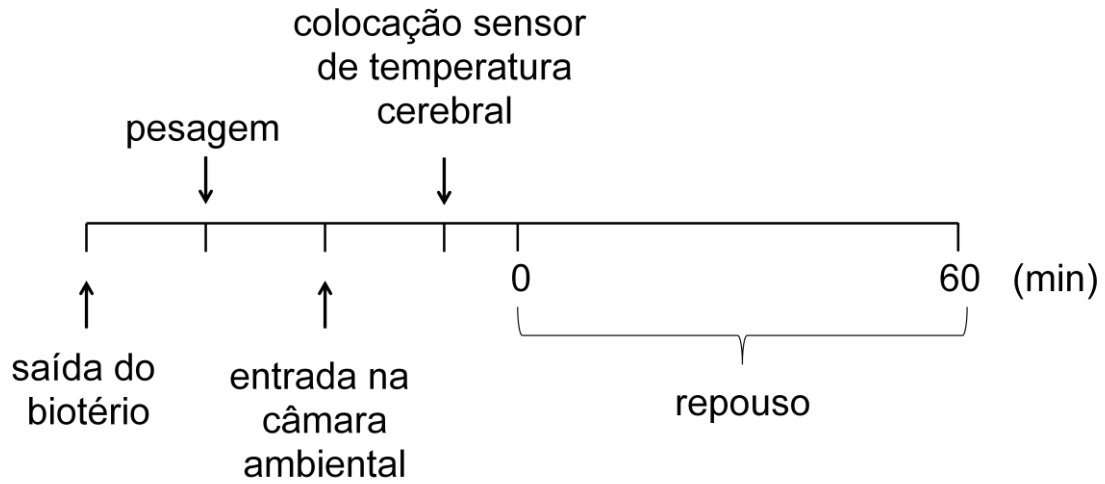 colocação sensor
de temperatura
cerebral
pesagem
0
60 (min)
saída do
biotério
entrada na
câmara
ambiental
repouso